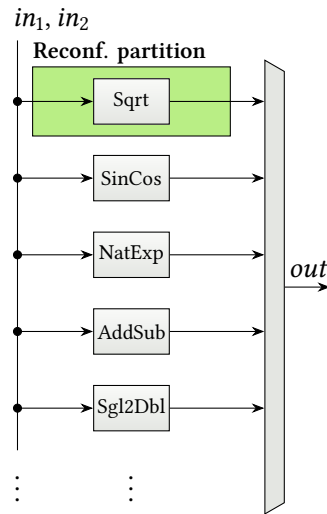 in₁, in₂
Reconf. partition
Sqrt
SinCos
NatExp
out
AddSub
Sgl2Dbl
⋮ ⋮